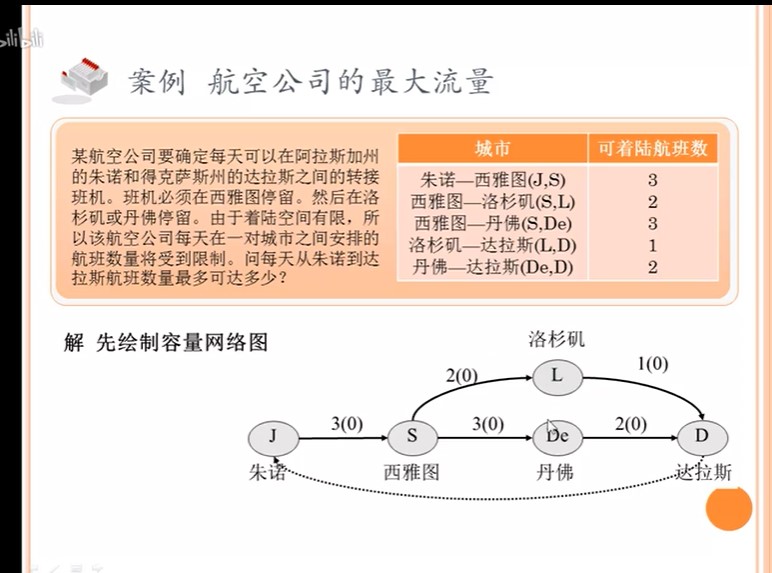 bilibili
案例 航空公司的最大流量
某航空公司要确定每天可以在阿拉斯加州
的朱诺和得克萨斯州的达拉斯之间的转接
班机。班机必须在西雅图停留。然后在洛
杉矶或丹佛停留。由于着陆空间有限，所
以该航空公司每天在一对城市之间安排的
航班数量将受到限制。问每天从朱诺到达
拉斯航班数量最多可达多少？
城市 可着陆航班数
朱诺—西雅图(J,S) 3
西雅图—洛杉矶(S,L) 2
西雅图—丹佛(S,De) 3
洛杉矶—达拉斯(L,D) 1
丹佛—达拉斯(De,D) 2
解 先绘制容量网络图
洛杉矶
2(0) L 1(0)
J 3(0) S 3(0) De 2(0) D
朱诺 西雅图 丹佛 达拉斯